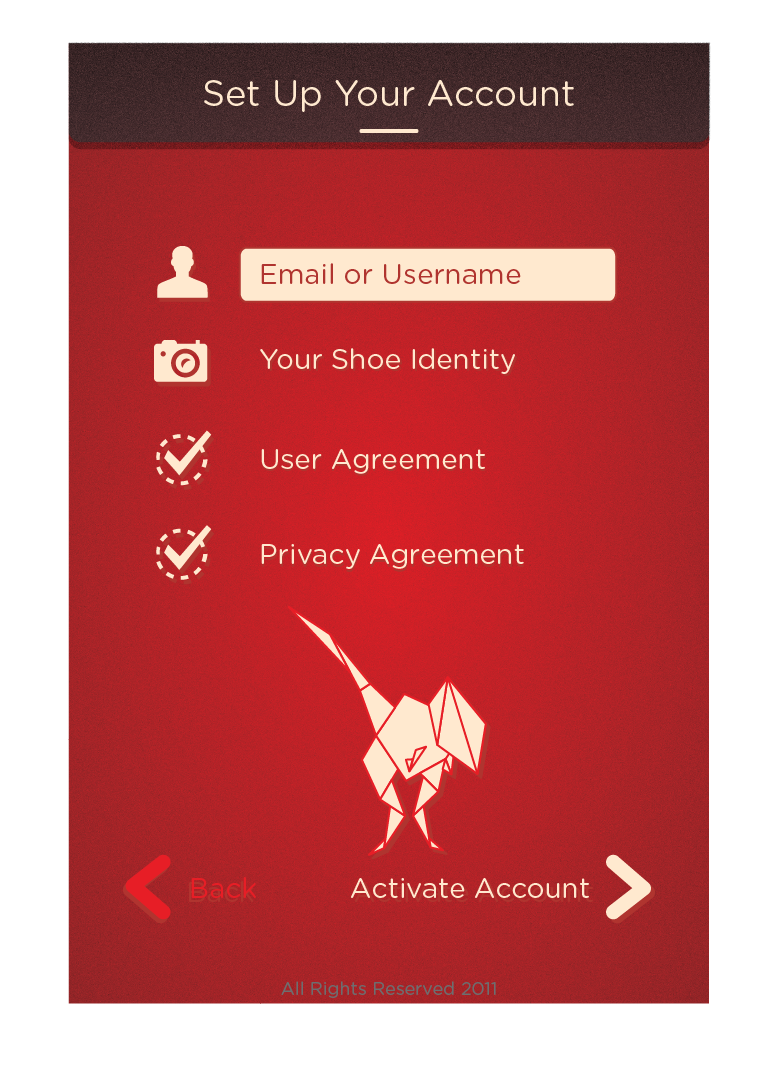 Set Up Your Account
Email or Username
Your Shoe Identity
User Agreement
Privacy Agreement
Back
Activate Account
All Rights Reserved 2011